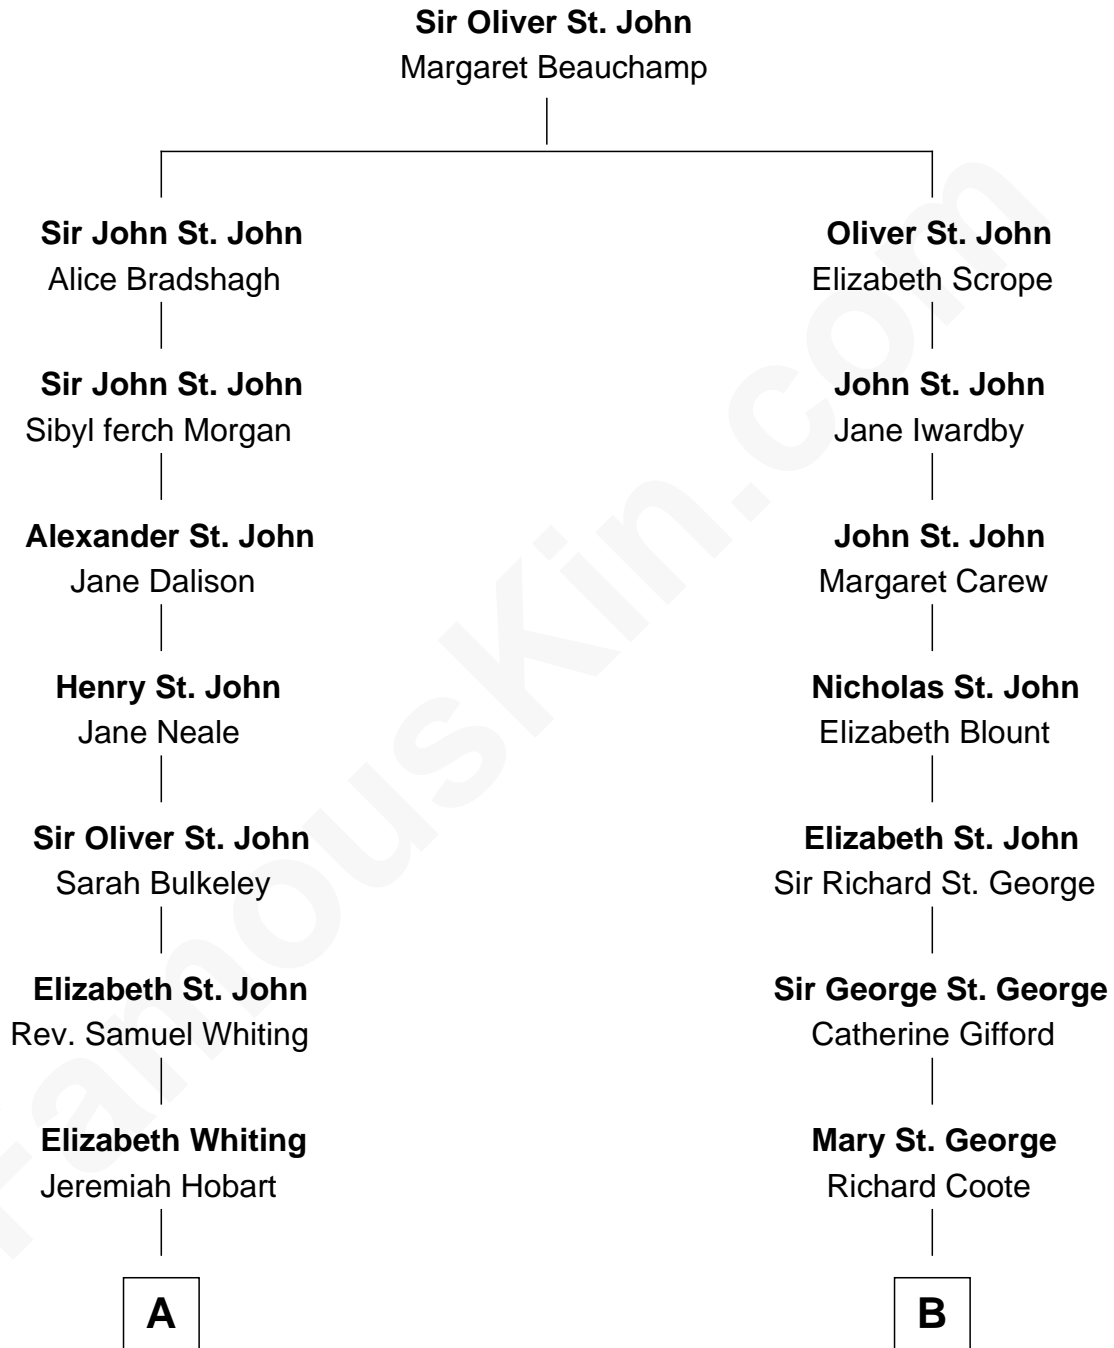 Sir Oliver St. John
Margaret Beauchamp
Sir John St. John
Alice Bradshagh
Oliver St. John
Elizabeth Scrope
Sir John St. John
Sibyl ferch Morgan
John St. John
Jane Iwardby
Alexander St. John
Jane Dalison
John St. John
Margaret Carew
Henry St. John
Jane Neale
Nicholas St. John
Elizabeth Blount
Sir Oliver St. John
Sarah Bulkeley
Elizabeth St. John
Sir Richard St. George
Elizabeth St. John
Rev. Samuel Whiting
Sir George St. George
Catherine Gifford
Elizabeth Whiting
Jeremiah Hobart
Mary St. George
Richard Coote
A
B
FamousKin.com